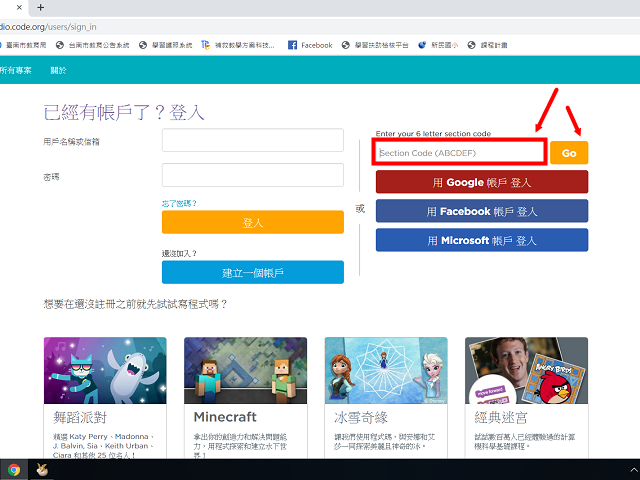 dio.code.org/users/sign_in
臺南市教育局
台南市教育公告系統
學習護照系統
補救教學方案科技...
Facebook
學習扶助檢核平台
新民國小
課程計畫
所有專案
關於
已經有帳戶了？登入
用戶名稱或信箱
密碼
忘了密碼？
登入
還沒加入？
建立一個帳戶
或
Enter your 6 letter section code
Section Code (ABCDEF)
Go
用 Google 帳戶 登入
用 Facebook 帳戶 登入
用 Microsoft 帳戶 登入
想要在還沒註冊之前就先試試寫程式嗎？
舞蹈派對
精選 Katy Perry、Madonna、
J. Balvin, Sia、Keith Urban、
Ciara 和其他 25 位名人！
Minecraft
拿出你的創造力和解決問題能
力，用程式探索和建立水下世
界！
© Disney
冰雪奇緣
讓我們使用程式碼，與安娜和艾
莎一同探索美麗且神奇的冰。
ANGRY BIRDS
經典迷宮
試試數百萬人已經體驗過的計算
機科學基礎課程。